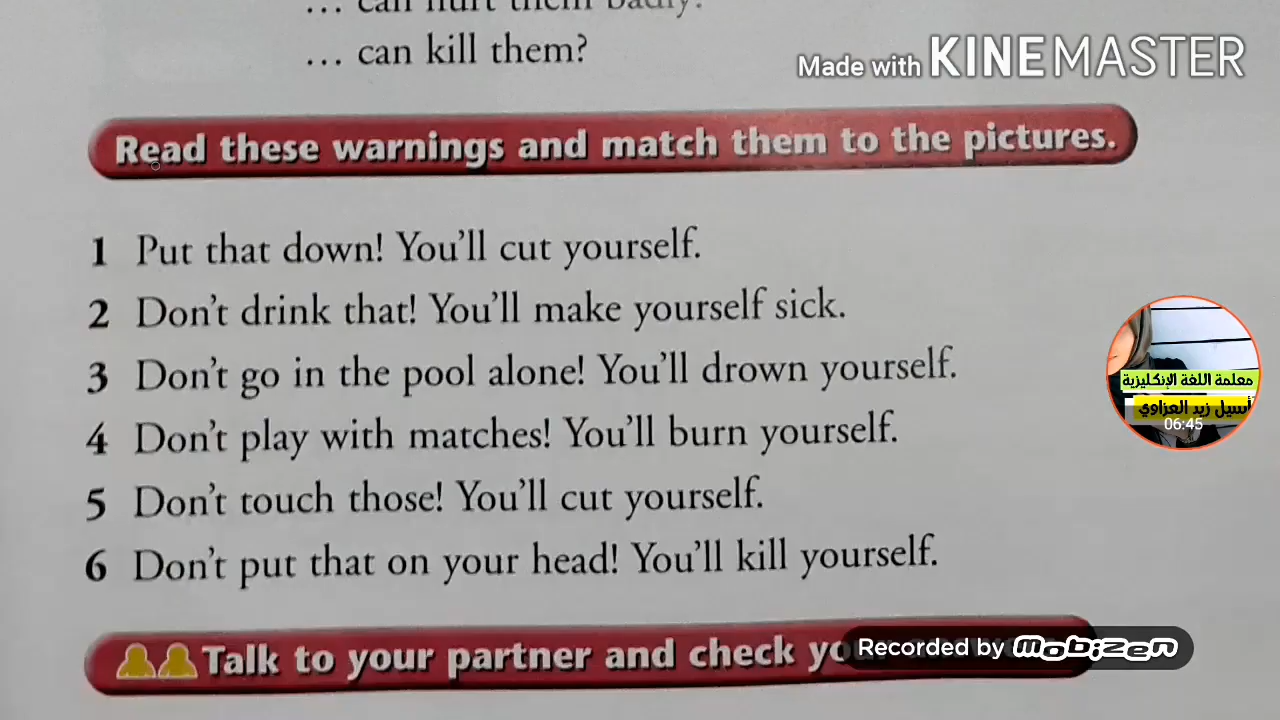 … can hurt them badly?
… can kill them?
Made with KINEMASTER
Read these warnings and match them to the pictures.
1 Put that down! You'll cut yourself.
2 Don't drink that! You'll make yourself sick.
3 Don't go in the pool alone! You'll drown yourself.
4 Don't play with matches! You'll burn yourself.
5 Don't touch those! You'll cut yourself.
6 Don't put that on your head! You'll kill yourself.
معلمة اللغة الإنكليزية
أسيل زيد العزاوي
06:45
Talk to your partner and check
Recorded by mobizen